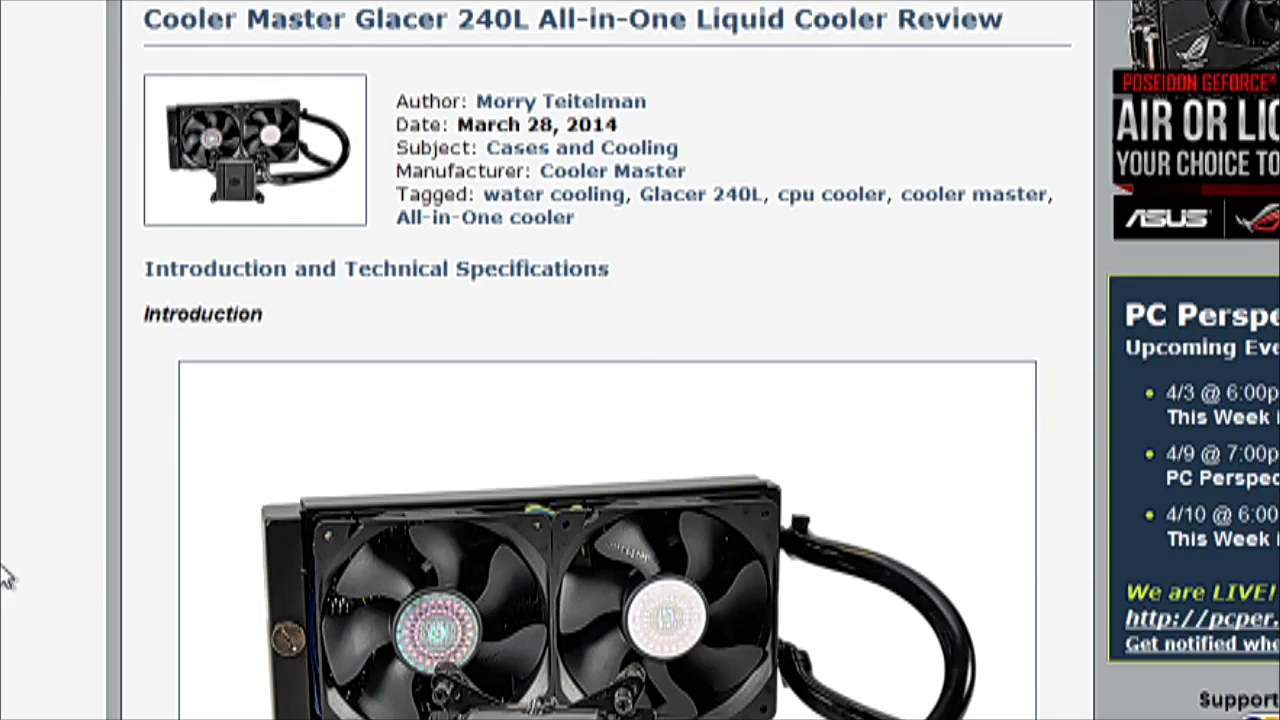 Cooler Master Glacer 240L All-in-One Liquid Cooler Review
Author: Morry Teitelman
Date: March 28, 2014
Subject: Cases and Cooling
Manufacturer: Cooler Master
Tagged: water cooling, Glacer 240L, cpu cooler, cooler master,
All-in-One cooler
Introduction and Technical Specifications
Introduction
POSEIDON GEFORCE
AIR OR LIQ
YOUR CHOICE TO
ASUS
PC Perspe
Upcoming Eve
4/3 @ 6:00p
This Week i
4/9 @ 7:00p
PC Perspec
4/10 @ 6:00
This Week i
We are LIVE!
http://pcper.
Get notified whe
Support